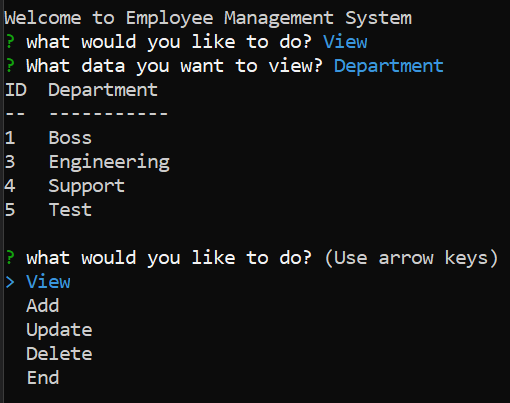 Welcome to Employee Management System
? what would you like to do? View
? What data you want to view? Department
ID  Department
--  -----------
1   Boss
3   Engineering
4   Support
5   Test
? what would you like to do? (Use arrow keys)
> View
  Add
  Update
  Delete
  End